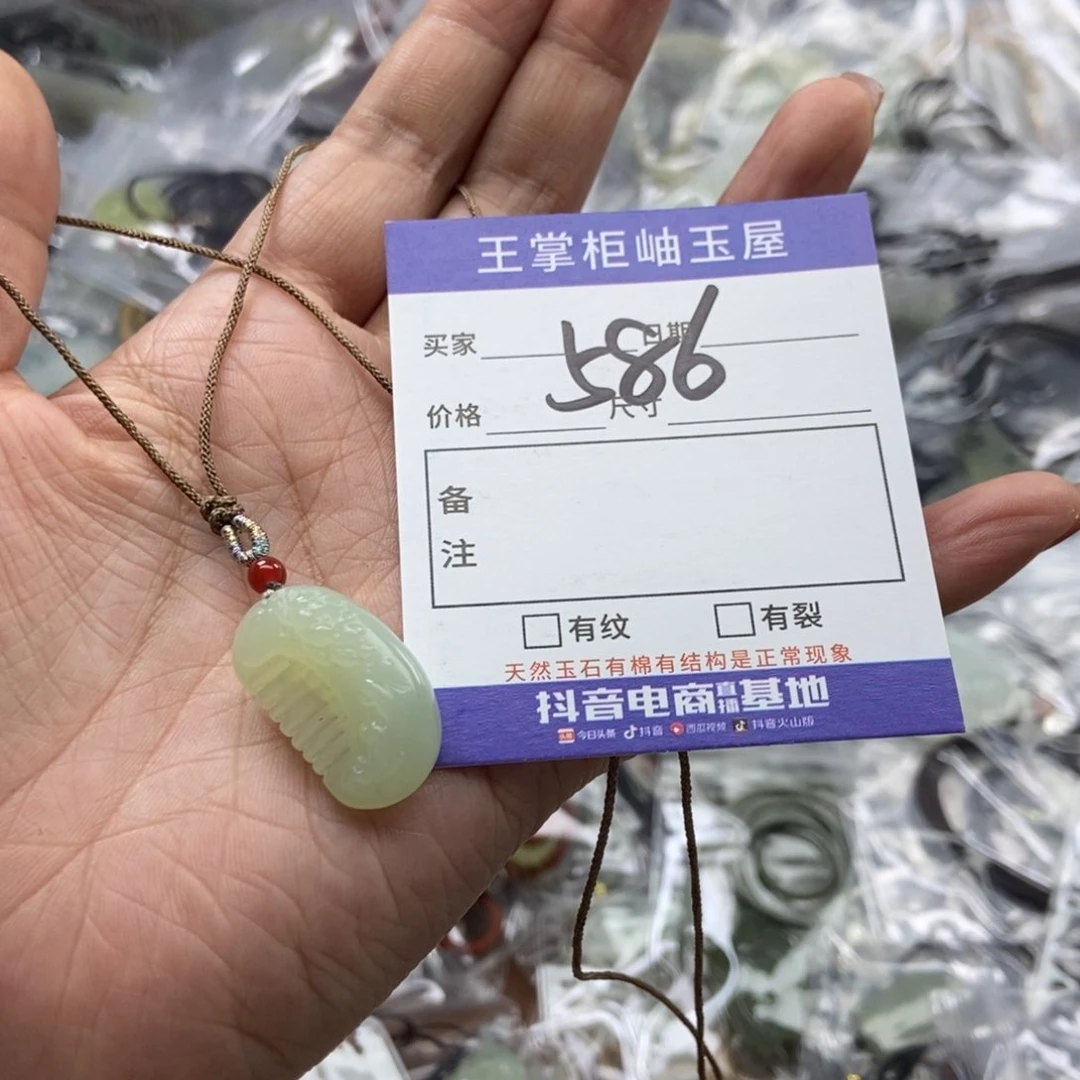 王掌柜岫玉屋
买家 日期
586
价格 尺寸
备
注
有纹 有裂
天然玉石有棉有结构是正常现象
抖音电商直播基地
头条 今日头条 抖音 西瓜视频 抖音火山版